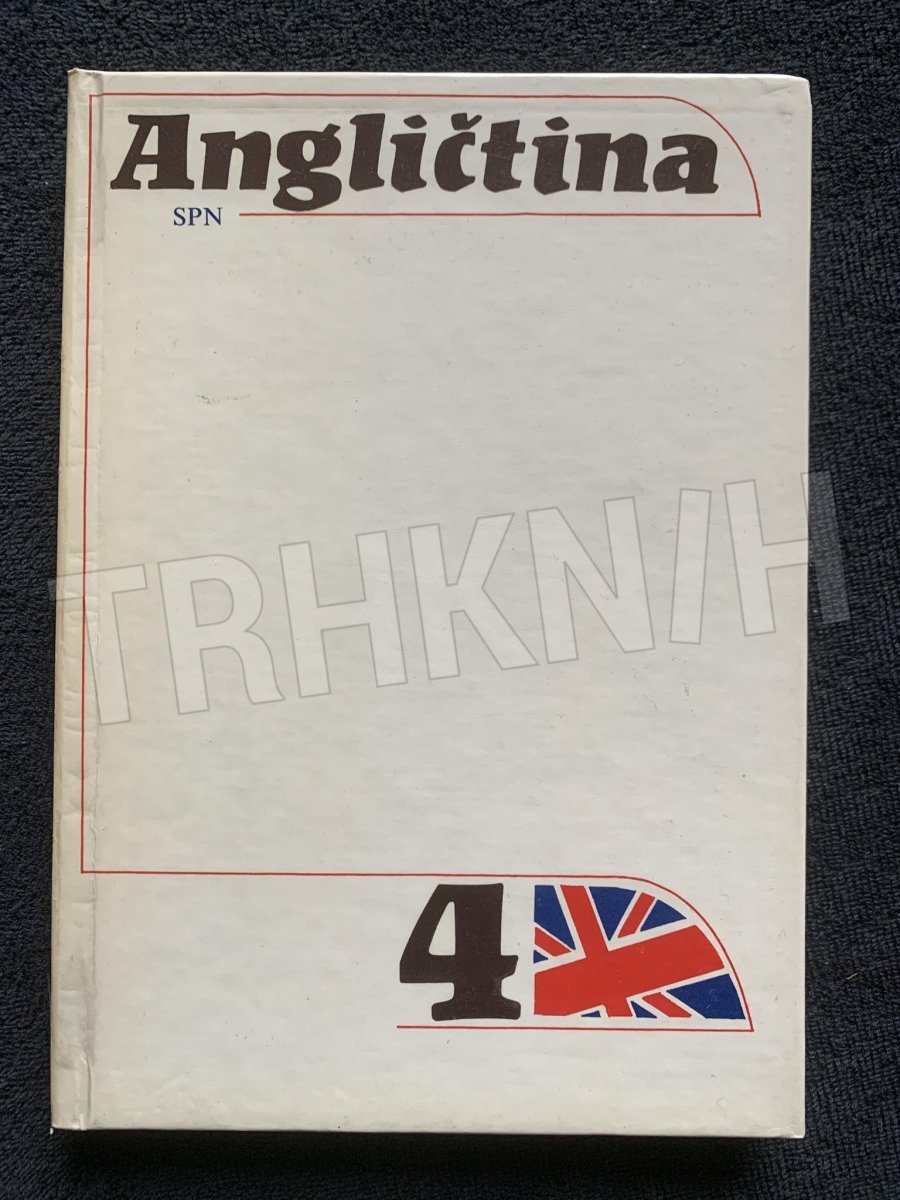 Angličtina
SPN
TRHKNIH
4